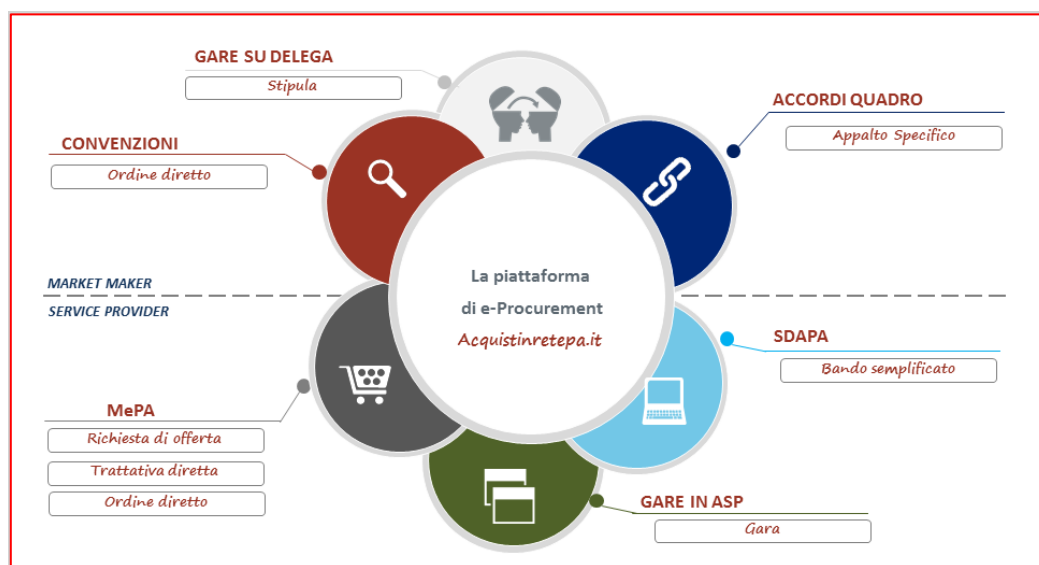 GARE SU DELEGA
Stipula
ACCORDI QUADRO
Appalto Specifico
CONVENZIONI
Ordine diretto
MARKET MAKER
SERVICE PROVIDER
La piattaforma
di e-Procurement
Acquistinretepa.it
SDAPA
Bando semplificato
MePA
Richiesta di offerta
Trattativa diretta
Ordine diretto
GARE IN ASP
Gara